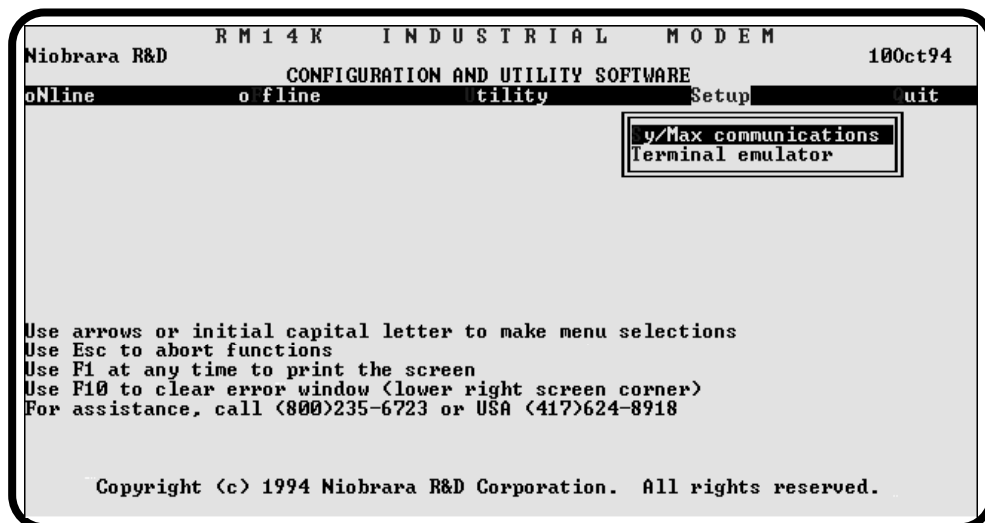 RM14K INDUSTRIAL MODEM
Niobrara R&D 10Oct94
CONFIGURATION AND UTILITY SOFTWARE
oNline oFfline Utility Setup Quit
Sy/Max communications
Terminal emulator
Use arrows or initial capital letter to make menu selections
Use Esc to abort functions
Use F1 at any time to print the screen
Use F10 to clear error window (lower right screen corner)
For assistance, call (800)235-6723 or USA (417)624-8918
Copyright (c) 1994 Niobrara R&D Corporation. All rights reserved.